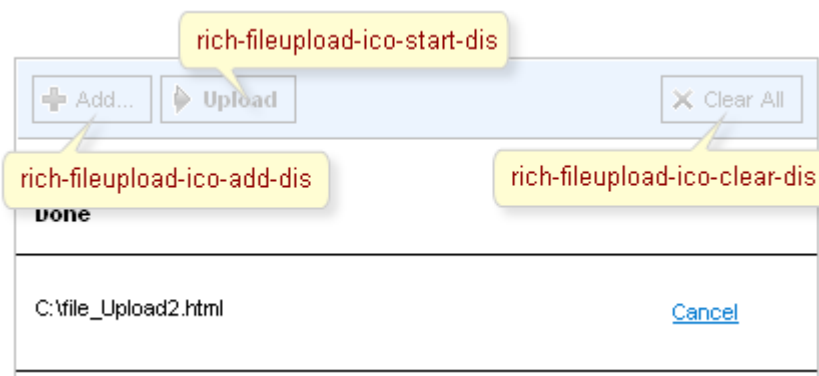 rich-fileupload-ico-start-dis
Add... Upload Clear All
rich-fileupload-ico-add-dis rich-fileupload-ico-clear-dis
Done
C:\file_Upload2.html Cancel